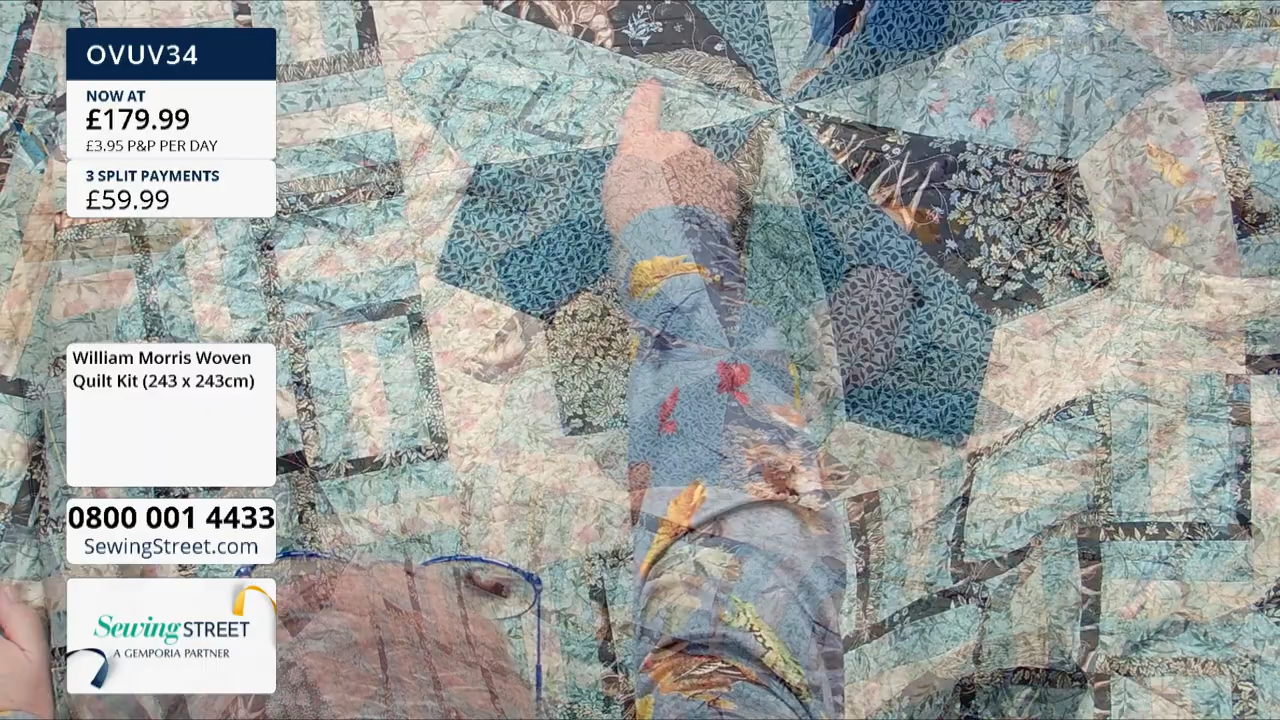 OVUV34
NOW AT
£179.99
£3.95 P&P PER DAY
3 SPLIT PAYMENTS
£59.99
William Morris Woven
Quilt Kit (243 x 243cm)
0800 001 4433
SewingStreet.com
Sewing STREET
A GEMPORIA PARTNER